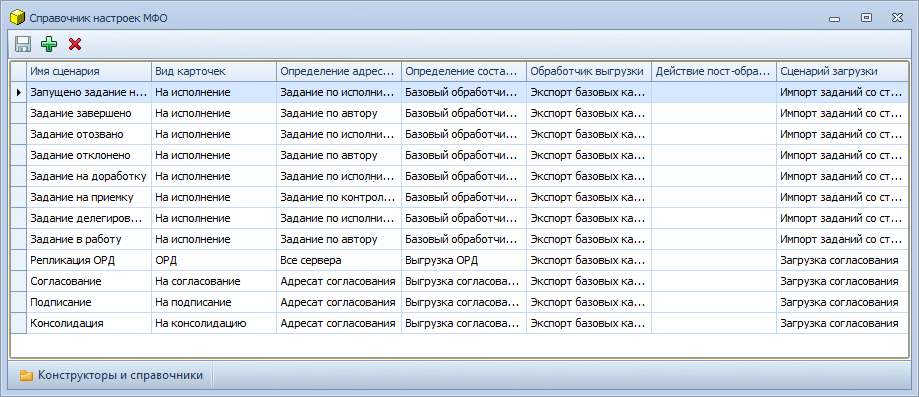 Справочник настроек МФО
Имя сценария Вид карточек Определение адрес... Определение соста... Обработчик выгрузки Действие пост-обра... Сценарий загрузки
Запущено задание н... На исполнение Задание по исполни... Базовый обработчи... Экспорт базовых ка... Импорт заданий со ст...
Задание завершено На исполнение Задание по автору Базовый обработчи... Экспорт базовых ка... Импорт заданий со ст...
Задание отозвано На исполнение Задание по исполни... Базовый обработчи... Экспорт базовых ка... Импорт заданий со ст...
Задание отклонено На исполнение Задание по автору Базовый обработчи... Экспорт базовых ка... Импорт заданий со ст...
Задание на доработку На исполнение Задание по исполни... Базовый обработчи... Экспорт базовых ка... Импорт заданий со ст...
Задание на приемку На исполнение Задание по контрол... Базовый обработчи... Экспорт базовых ка... Импорт заданий со ст...
Задание делегиров... На исполнение Задание по исполни... Базовый обработчи... Экспорт базовых ка... Импорт заданий со ст...
Задание в работу На исполнение Задание по автору Базовый обработчи... Экспорт базовых ка... Импорт заданий со ст...
Репликация ОРД ОРД Все сервера Выгрузка ОРД Экспорт базовых ка... Загрузка согласования
Согласование На согласование Адресат согласования Выгрузка согласова... Экспорт базовых ка... Загрузка согласования
Подписание На подписание Адресат согласования Выгрузка согласова... Экспорт базовых ка... Загрузка согласования
Консолидация На консолидацию Адресат согласования Выгрузка согласова... Экспорт базовых ка... Загрузка согласования
Конструкторы и справочники